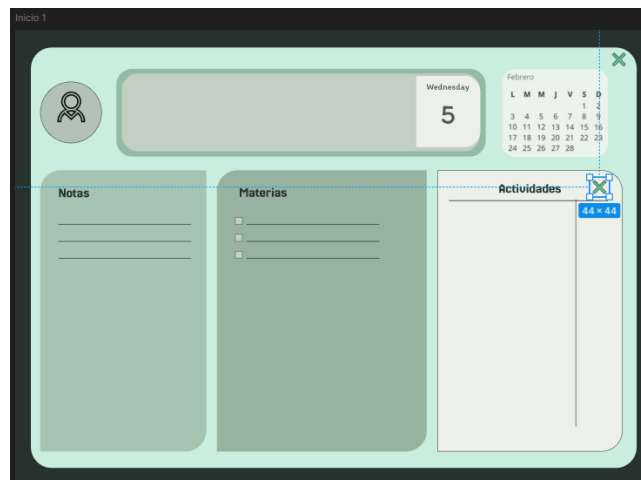 Inicio 1
Wednesday
5
Febrero
L M M J V S D
1 2
3 4 5 6 7 8 9
10 11 12 13 14 15 16
17 18 19 20 21 22 23
24 25 26 27 28
Notas
Materias
Actividades
44 × 44